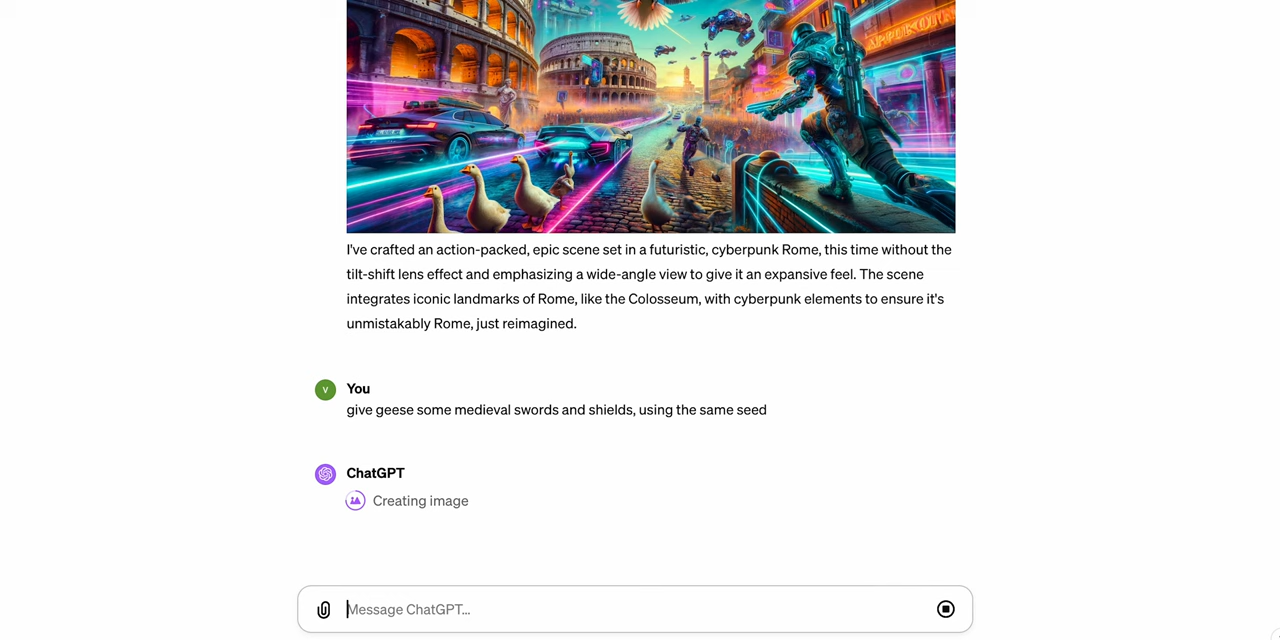 I've crafted an action-packed, epic scene set in a futuristic, cyberpunk Rome, this time without the
tilt-shift lens effect and emphasizing a wide-angle view to give it an expansive feel. The scene
integrates iconic landmarks of Rome, like the Colosseum, with cyberpunk elements to ensure it's
unmistakably Rome, just reimagined.
V
You
give geese some medieval swords and shields, using the same seed
ChatGPT
Creating image
Message ChatGPT...